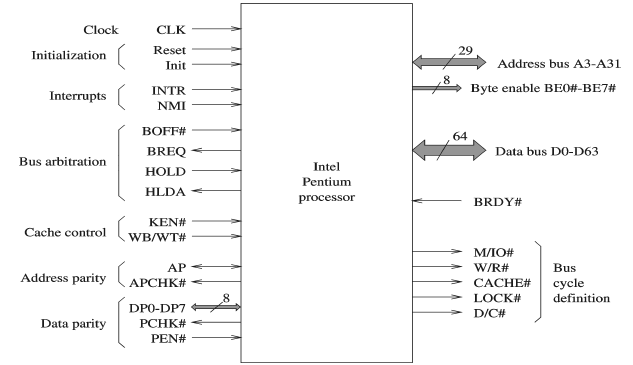 Clock CLK
Initialization Reset
Init
Interrupts INTR
NMI
Bus arbitration BOFF#
BREQ
HOLD
HLDA
Cache control KEN#
WB/WT#
Address parity AP
APCHK#
Data parity DP0-DP7 8
PCHK#
PEN#
Intel
Pentium
processor
29 Address bus A3-A31
8 Byte enable BE0#-BE7#
64 Data bus D0-D63
BRDY#
M/IO#
W/R#
CACHE#
LOCK#
D/C#
Bus
cycle
definition